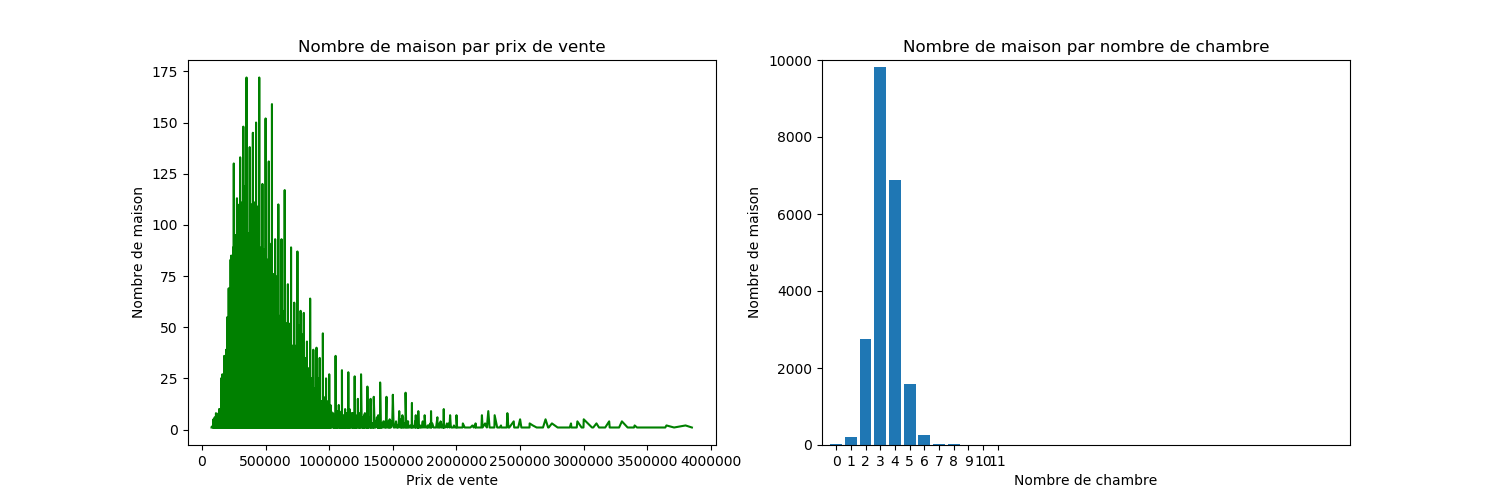 Nombre de maison par prix de vente
Nombre de maison
175
150
125
100
75
50
25
0
0 500000 1000000 1500000 2000000 2500000 3000000 3500000 4000000
Prix de vente
Nombre de maison par nombre de chambre
Nombre de maison
10000
8000
6000
4000
2000
0
0 1 2 3 4 5 6 7 8 9 10 11
Nombre de chambre